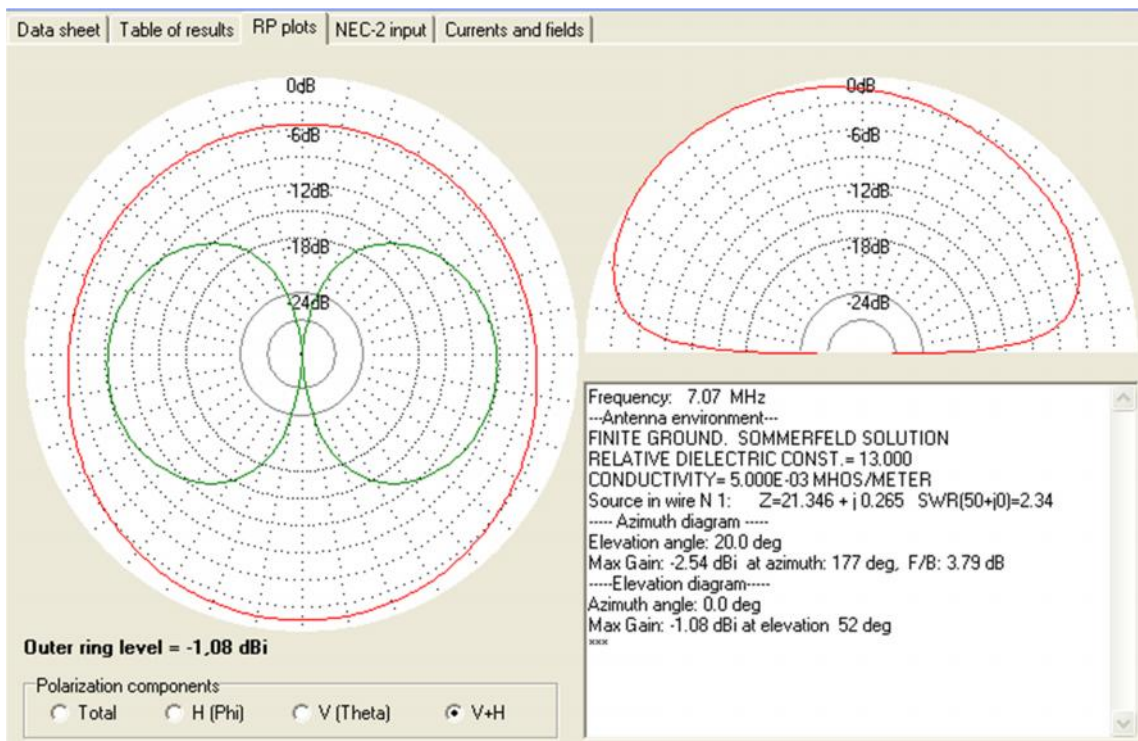 Data sheet Table of results RP plots NEC-2 input Currents and fields
0dB
-6dB
-12dB
-18dB
-24dB
0dB
-6dB
-12dB
-18dB
-24dB
Frequency: 7.07 MHz
---Antenna environment---
FINITE GROUND. SOMMERFELD SOLUTION
RELATIVE DIELECTRIC CONST.= 13.000
CONDUCTIVITY= 5.000E-03 MHOS/METER
Source in wire N 1: Z=21.346 + j 0.265 SWR(50+j0)=2.34
----- Azimuth diagram -----
Elevation angle: 20.0 deg
Max Gain: -2.54 dBi at azimuth: 177 deg, F/B: 3.79 dB
-----Elevation diagram-----
Azimuth angle: 0.0 deg
Max Gain: -1.08 dBi at elevation 52 deg
***
Outer ring level = -1,08 dBi
Polarization components
Total H (Phi) V (Theta) V+H